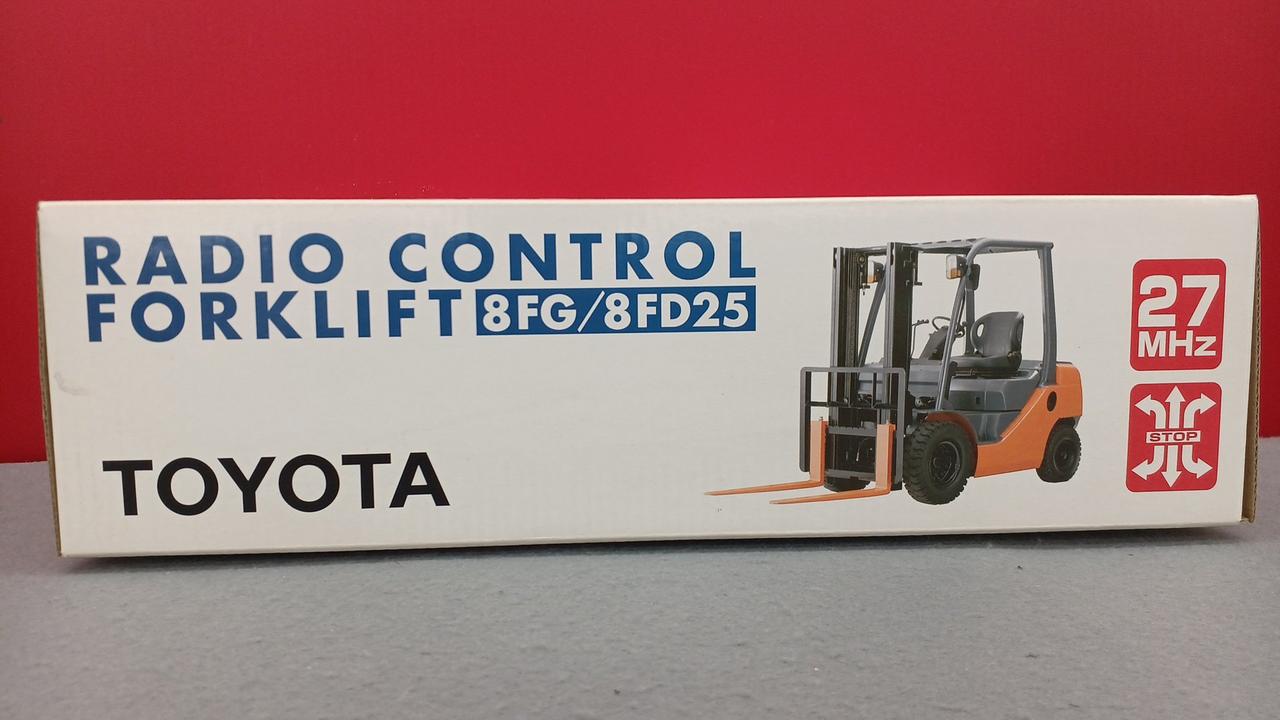 RADIO CONTROL
FORKLIFT 8FG/8FD25
TOYOTA
27
MHz
STOP